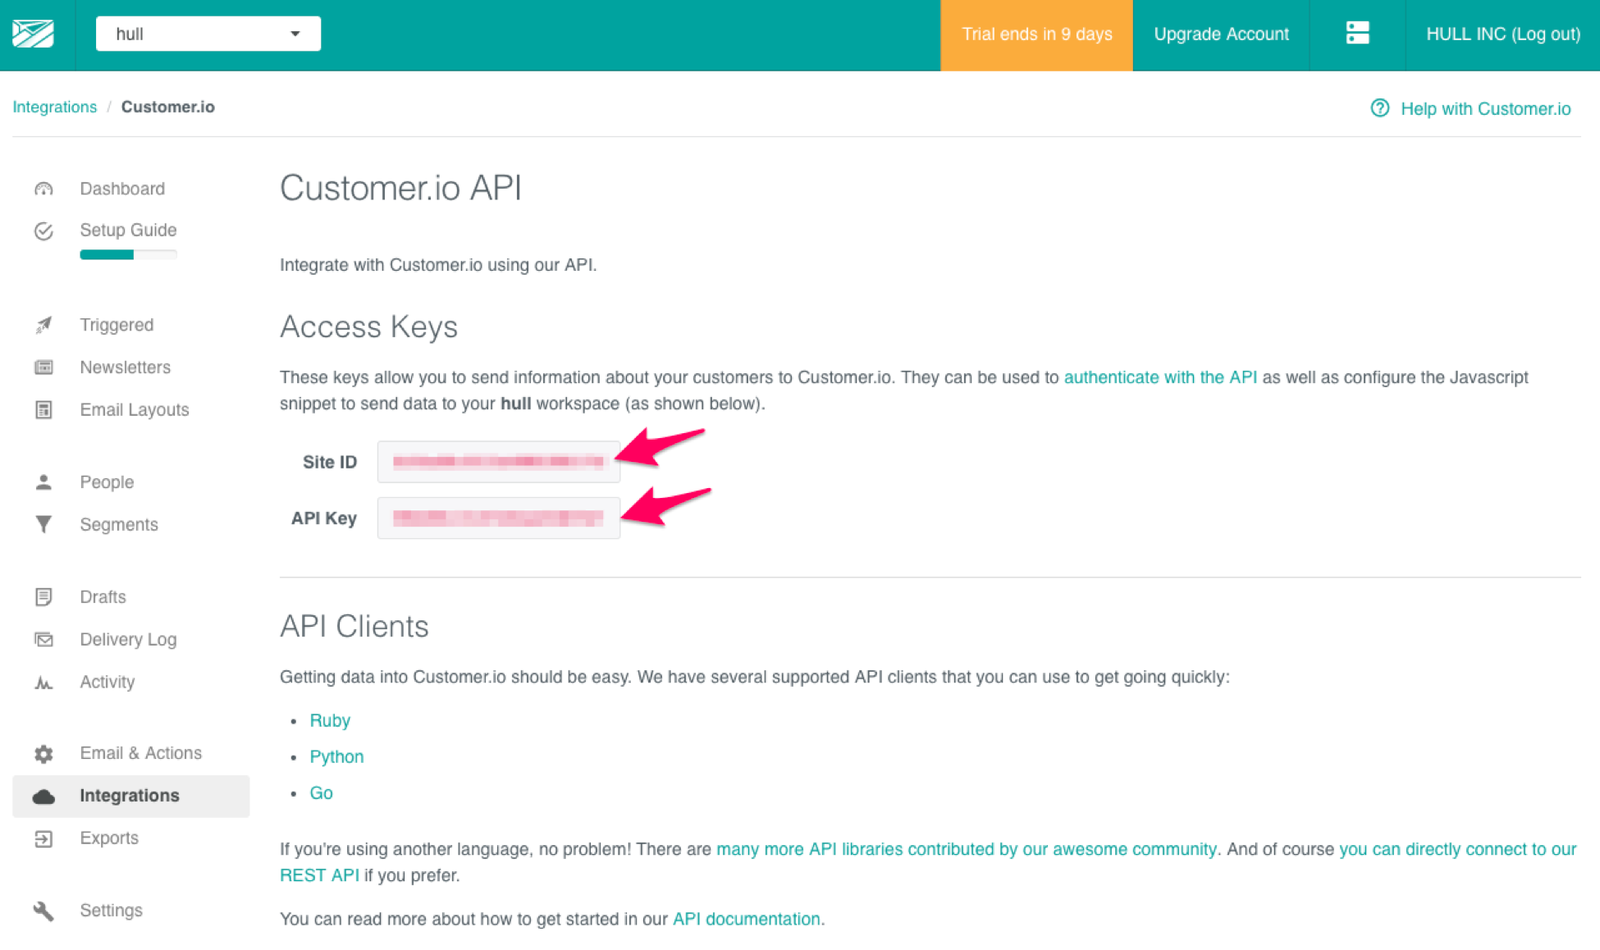 hull
Trial ends in 9 days
Upgrade Account
HULL INC (Log out)
Integrations / Customer.io
Help with Customer.io
Dashboard
Setup Guide
Triggered
Newsletters
Email Layouts
People
Segments
Drafts
Delivery Log
Activity
Email & Actions
Integrations
Exports
Settings
Customer.io API
Integrate with Customer.io using our API.
Access Keys
These keys allow you to send information about your customers to Customer.io. They can be used to authenticate with the API as well as configure the Javascript
snippet to send data to your hull workspace (as shown below).
Site ID
API Key
API Clients
Getting data into Customer.io should be easy. We have several supported API clients that you can use to get going quickly:
• Ruby
• Python
• Go
If you're using another language, no problem! There are many more API libraries contributed by our awesome community. And of course you can directly connect to our
REST API if you prefer.
You can read more about how to get started in our API documentation.